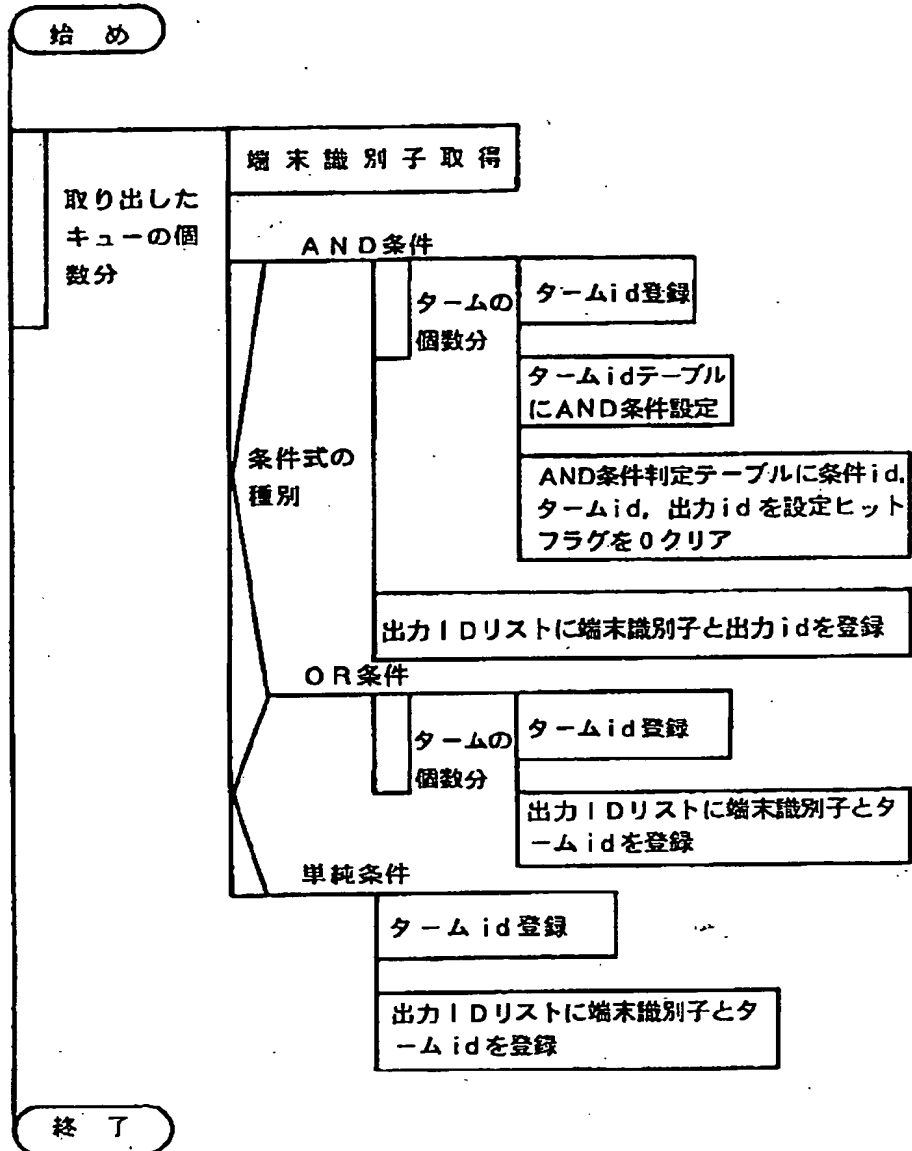 始 め
端末識別子取得
取り出した
キューの個
数分
AND条件
タームの
個数分
タームid登録
タームidテーブル
にAND条件設定
条件式の
種別
AND条件判定テーブルに条件id,
タームid, 出力idを設定ヒット
フラグを0クリア
出力IDリストに端末識別子と出力idを登録
OR条件
タームの
個数分
タームid登録
出力IDリストに端末識別子とタ
ームidを登録
単純条件
タームid登録
出力IDリストに端末識別子とタ
ームidを登録
終 了